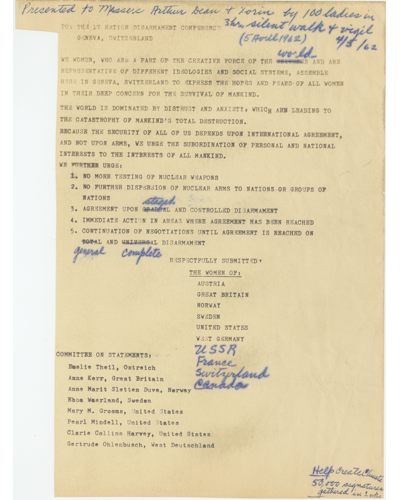 Presented to Messers Arthur Dean & Zorin by 100 ladies in
3 hr. silent walk & vigil
(5 Avril 1962) 4/5/62
TO: THE 17 NATION DISARMAMENT CONFERENCE
GENEVA, SWITZERLAND
world
WE WOMEN, WHO ARE A PART OF THE CREATIVE FORCE OF THE AND ARE
REPRESENTATIVE OF DIFFERENT IDEOLOGIES AND SOCIAL SYSTEMS, ASSEMBLE
HERE IN GENEVA, SWITZERLAND TO EXPRESS THE HOPES AND FEARS OF ALL WOMEN
IN THEIR DEEP CONCERN FOR THE SURVIVAL OF MANKIND.
THE WORLD IS DOMINATED BY DISTRUST AND ANXIETY, WHICH ARE LEADING TO
THE CATASTROPHY OF MANKIND'S TOTAL DESTRUCTION.
BECAUSE THE SECURITY OF ALL OF US DEPENDS UPON INTERNATIONAL AGREEMENT,
AND NOT UPON ARMS, WE URGE THE SUBORDINATION OF PERSONAL AND NATIONAL
INTERESTS TO THE INTERESTS OF ALL MANKIND.
WE FURTHER URGE:
1. NO MORE TESTING OF NUCLEAR WEAPONS
2. NO FURTHER DISPERSION OF NUCLEAR ARMS TO NATIONS OR GROUPS OF
NATIONS
staged
3. AGREEMENT UPON AND CONTROLLED DISARMAMENT
4. IMMEDIATE ACTION IN AREAS WHERE AGREEMENT HAS BEEN REACHED
5. CONTINUATION OF NEGOTIATIONS UNTIL AGREEMENT IS REACHED ON
TOTAL AND UNIVERSAL DISARMAMENT
general complete
RESPECTFULLY SUBMITTED
THE WOMEN OF:
AUSTRIA
GREAT BRITAIN
NORWAY
SWEDEN
UNITED STATES
WEST GERMANY
USSR
France
Switzerland
Canada
COMMITTEE ON STATEMENTS:
Emelie Theil, Ostreich
Anne Kerr, Great Britain
Anne Marit Sletten Duve, Norway
Ebba Waerland, Sweden
Mary M. Grooms, United States
Pearl Mindell, United States
Clarie Collins Harvey, United States
Gertrude Ohlenbusch, West Deutschland
Help Create Climate
50,000 signatures
gathered in